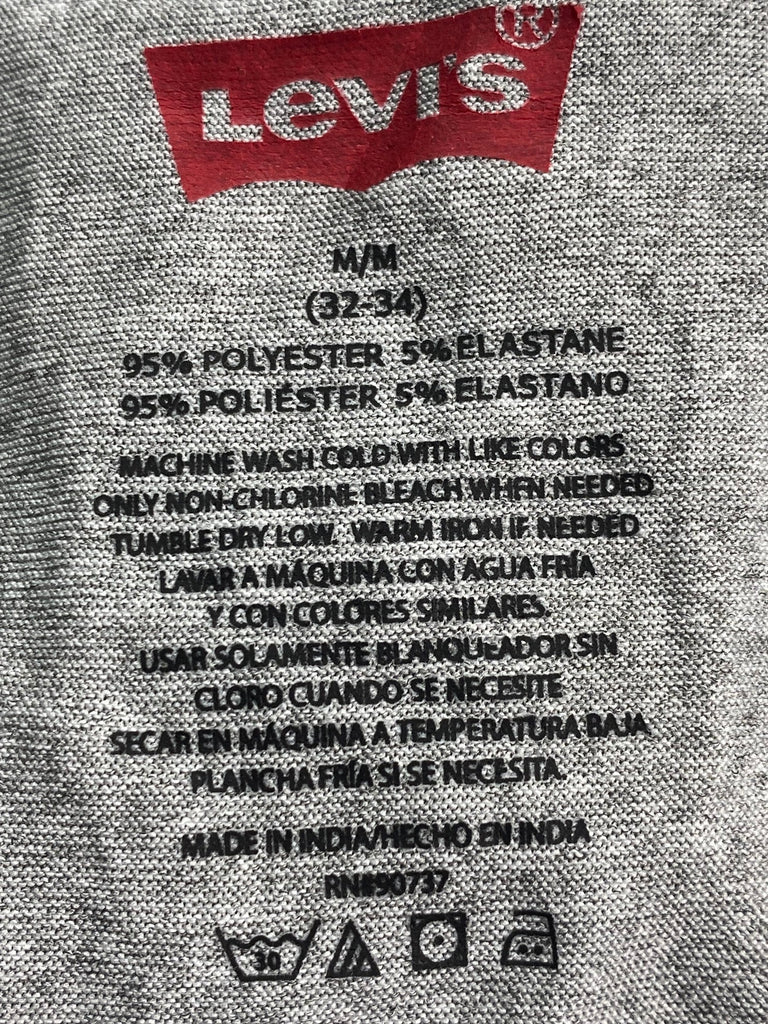 Levi's®
M/M
(32-34)
95% POLYESTER 5% ELASTANE
95% POLIÉSTER 5% ELASTANO
MACHINE WASH COLD WITH LIKE COLORS
ONLY NON-CHLORINE BLEACH WHEN NEEDED
TUMBLE DRY LOW. WARM IRON IF NEEDED
LAVAR A MÁQUINA CON AGUA FRÍA
Y CON COLORES SIMILARES.
USAR SOLAMENTE BLANQUEADOR SIN
CLORO CUANDO SE NECESITE
SECAR EN MÁQUINA A TEMPERATURA BAJA
PLANCHA FRÍA SI SE NECESITA.
MADE IN INDIA/HECHO EN INDIA
RN#90737
30